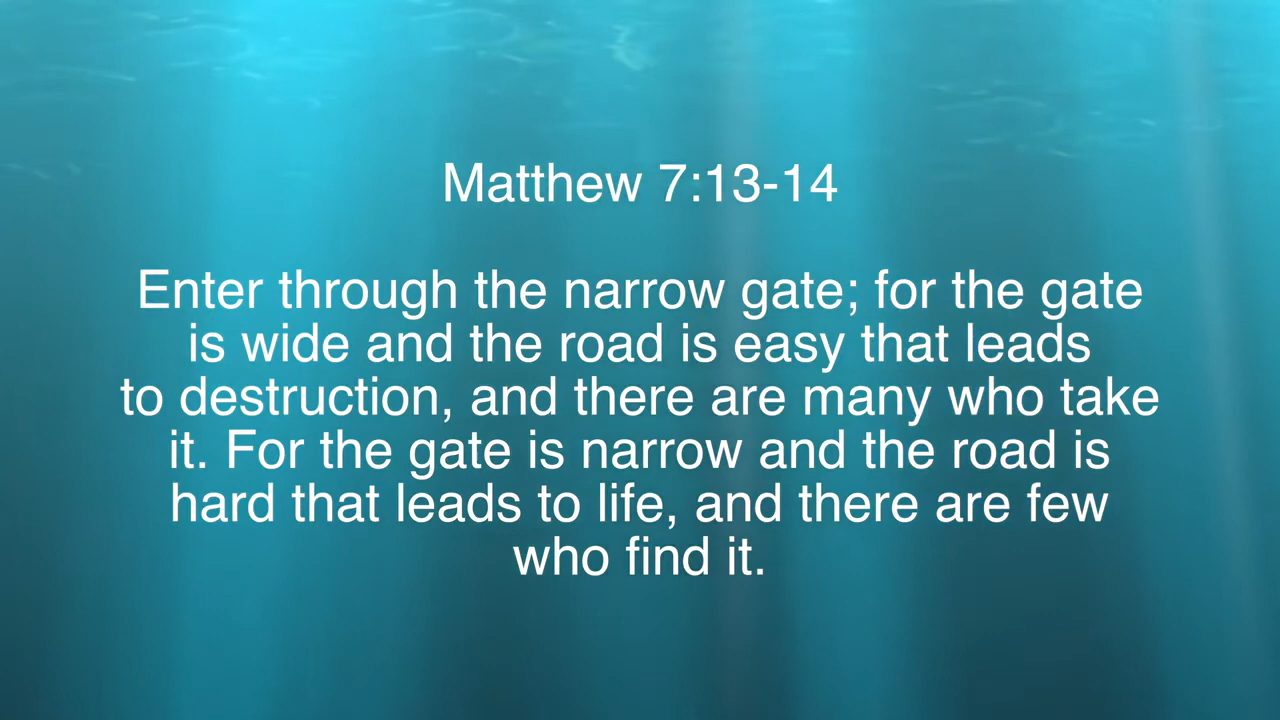 Matthew 7:13-14
Enter through the narrow gate; for the gate
is wide and the road is easy that leads
to destruction, and there are many who take
it. For the gate is narrow and the road is
hard that leads to life, and there are few
who find it.